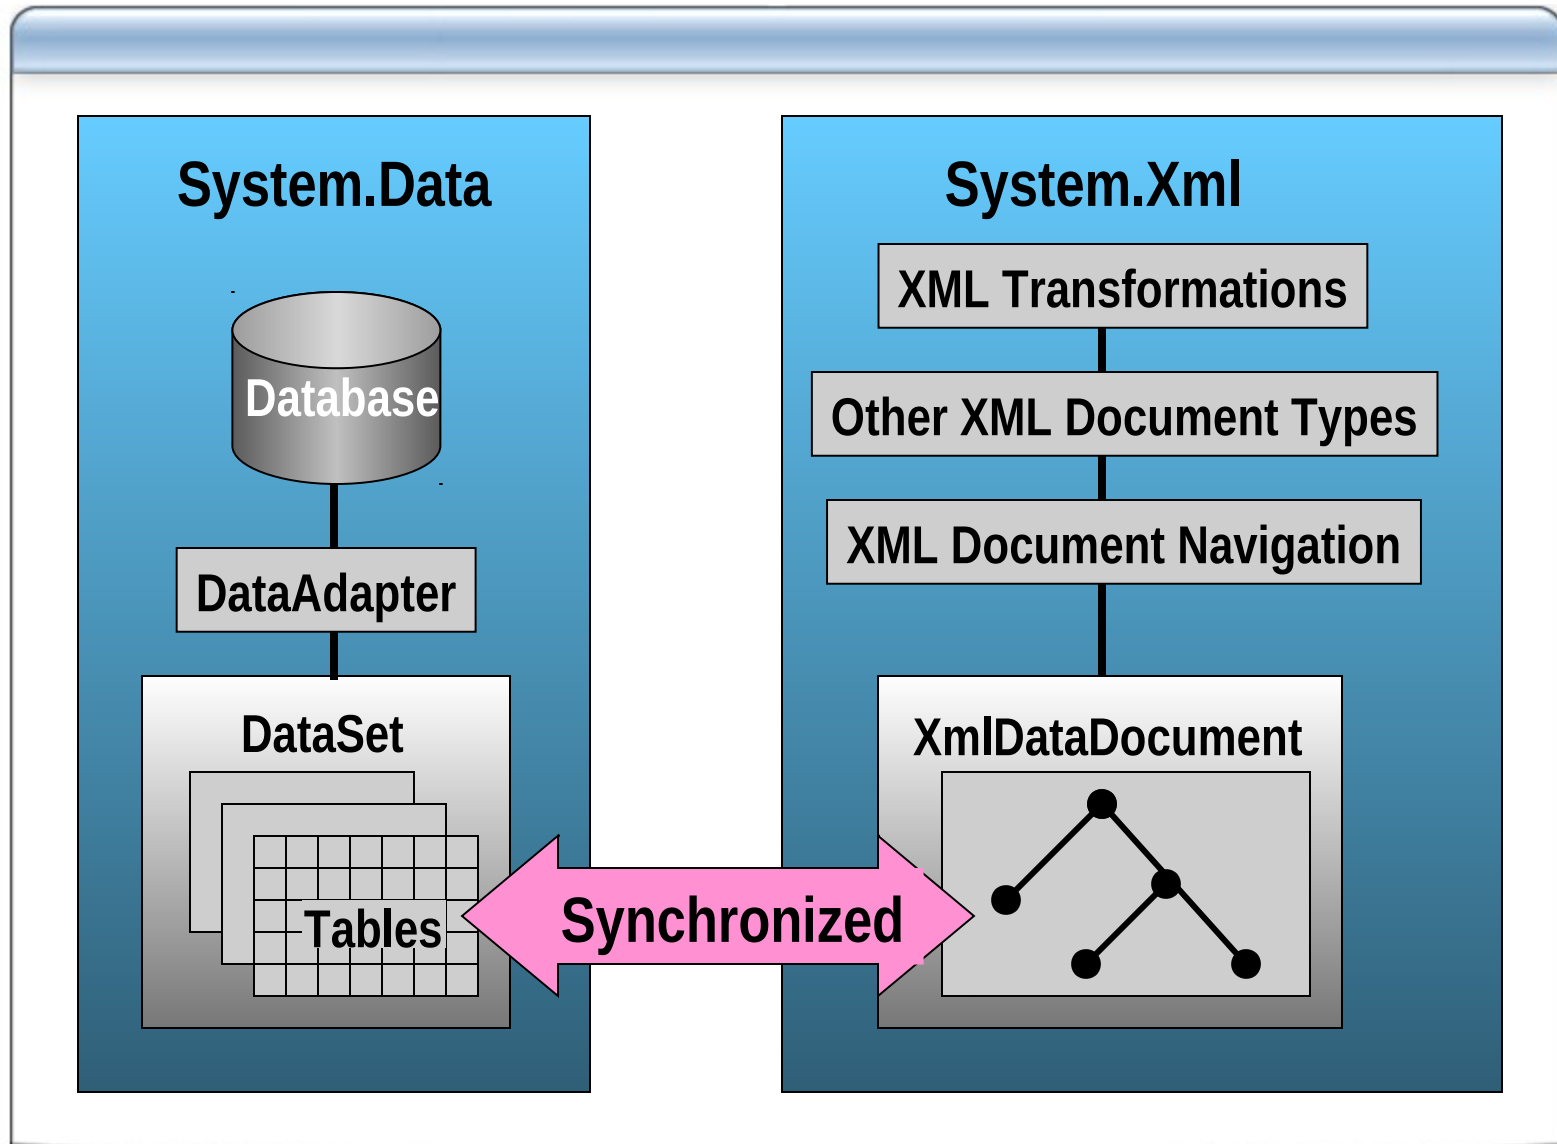 System.Data
Database
DataAdapter
DataSet
Tables
Synchronized
System.Xml
XML Transformations
Other XML Document Types
XML Document Navigation
XmlDataDocument